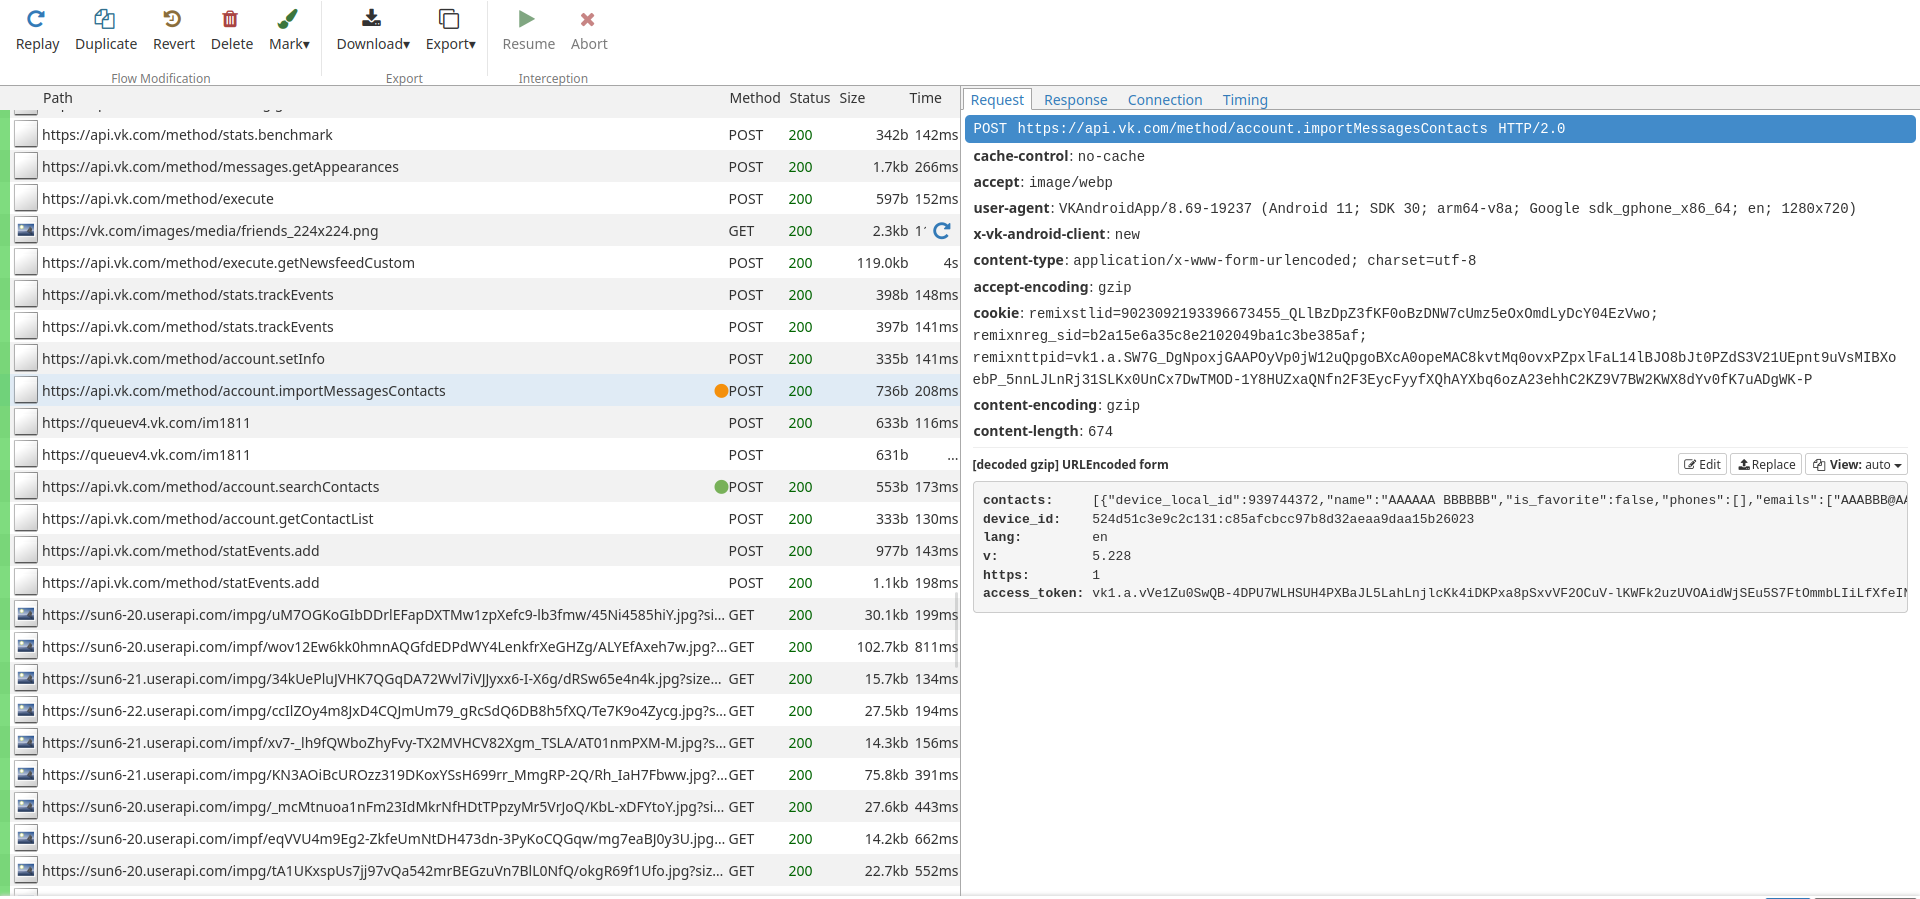 Replay Duplicate Revert Delete Mark▾ Download▾ Export▾ Resume Abort
Flow Modification Export Interception
Path Method Status Size Time
https://api.vk.com/method/stats.benchmark POST 200 342b 142ms
https://api.vk.com/method/messages.getAppearances POST 200 1.7kb 266ms
https://api.vk.com/method/execute POST 200 597b 152ms
https://vk.com/images/media/friends_224x224.png GET 200 2.3kb
https://api.vk.com/method/execute.getNewsfeedCustom POST 200 119.0kb 4s
https://api.vk.com/method/stats.trackEvents POST 200 398b 148ms
https://api.vk.com/method/stats.trackEvents POST 200 397b 141ms
https://api.vk.com/method/account.setInfo POST 200 335b 141ms
https://api.vk.com/method/account.importMessagesContacts POST 200 736b 208ms
https://queuev4.vk.com/im1811 POST 200 633b 116ms
https://queuev4.vk.com/im1811 POST 200 631b ...
https://api.vk.com/method/account.searchContacts POST 200 553b 173ms
https://api.vk.com/method/account.getContactList POST 200 333b 130ms
https://api.vk.com/method/statEvents.add POST 200 977b 143ms
https://api.vk.com/method/statEvents.add POST 200 1.1kb 198ms
https://sun6-20.userapi.com/impg/uM7OGKoGIbDDrlEFapDXTMw1zpXefc9-lb3fmw/45Ni4585hiY.jpg?si... GET 200 30.1kb 199ms
https://sun6-20.userapi.com/impf/wov12Ew6kk0hmnAQGfdEDPdWY4LenkfrXeGHZg/ALYEfAxeh7w.jpg?... GET 200 102.7kb 811ms
https://sun6-21.userapi.com/impg/34kUePluJVHK7QGqDA72Wvl7iVJJyxx6-I-X6g/dRSw65e4n4k.jpg?size... GET 200 15.7kb 134ms
https://sun6-22.userapi.com/impg/ccIlZOy4m8JxD4CQJmUm79_gRcSdQ6DB8h5fXQ/Te7K9o4Zycg.jpg?s... GET 200 27.5kb 194ms
https://sun6-21.userapi.com/impf/xv7-_lh9fQWboZhyFvy-TX2MVHCV82Xgm_TSLA/AT01nmPXM-M.jpg?s... GET 200 14.3kb 156ms
https://sun6-21.userapi.com/impg/KN3AOiBcUROzz319DKoxYSsH699rr_MmgRP-2Q/Rh_IaH7Fbww.jpg?... GET 200 75.8kb 391ms
https://sun6-20.userapi.com/impg/_mcMtnuoa1nFm23IdMkrNfHDtTPpzyMr5VrJoQ/KbL-xDFYtoY.jpg?si... GET 200 27.6kb 443ms
https://sun6-20.userapi.com/impf/eqVVU4m9Eg2-ZkfeUmNtDH473dn-3PyKoCQGqw/mg7eaBJ0y3U.jpg... GET 200 14.2kb 662ms
https://sun6-20.userapi.com/impg/tA1UKxspUs7jj97vQa542mrBEGzuVn7BlL0NfQ/okgR69f1Ufo.jpg?siz... GET 200 22.7kb 552ms
Request Response Connection Timing
POST https://api.vk.com/method/account.importMessagesContacts HTTP/2.0
cache-control: no-cache
accept: image/webp
user-agent: VKAndroidApp/8.69-19237 (Android 11; SDK 30; arm64-v8a; Google sdk_gphone_x86_64; en; 1280x720)
x-vk-android-client: new
content-type: application/x-www-form-urlencoded; charset=utf-8
accept-encoding: gzip
cookie: remixstlid=9023092193396673455_QLlBzDpZ3fKF0oBzDNW7cUmz5eOxOmdLyDcY04EzVwo;
remixnreg_sid=b2a15e6a35c8e2102049ba1c3be385af;
remixnttpid=vk1.a.SW7G_DgNpoxjGAAPOyVp0jW12uQpgoBXcA0opeMAC8kvtMq0ovxPZpxlFaL14lBJO8bJt0PZdS3V21UEpnt9uVsMIBXo
ebP_5nnLJLnRj31SLKx0UnCx7DwTMOD-1Y8HUZxaQNfn2F3EycFyyfXQhAYXbq6ozA23ehhC2KZ9V7BW2KWX8dYv0fK7uADgWK-P
content-encoding: gzip
content-length: 674
[decoded gzip] URLEncoded form Edit Replace View: auto
contacts: [{"device_local_id":939744372,"name":"AAAAAA BBBBBB","is_favorite":false,"phones":[],"emails":["AAABBB@AA
device_id: 524d51c3e9c2c131:c85afcbcc97b8d32aeaa9daa15b26023
lang: en
v: 5.228
https: 1
access_token: vk1.a.vVe1Zu0SwQB-4DPU7WLHSUH4PXBaJL5LahLnjlcKk4iDKPxa8pSxvVF2OCuV-lKWFk2uzUVOAidWjSEu5S7FtOmmbLIiLfXfeI